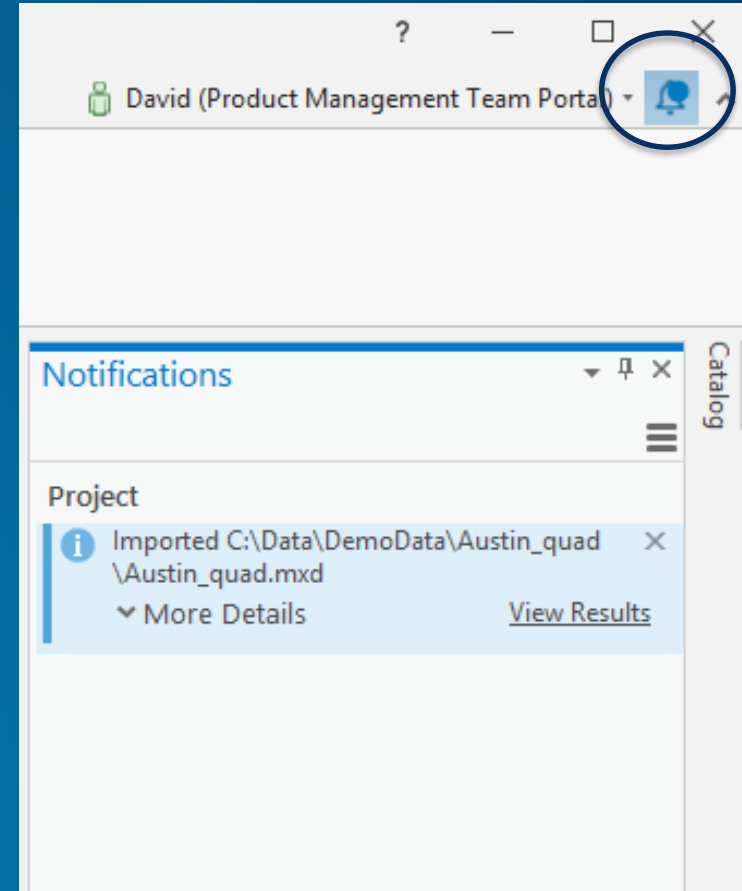 ?
David (Product Management Team Portal)
Notifications
Catalog
Project
Imported C:\Data\DemoData\Austin_quad
\Austin_quad.mxd
More Details
View Results